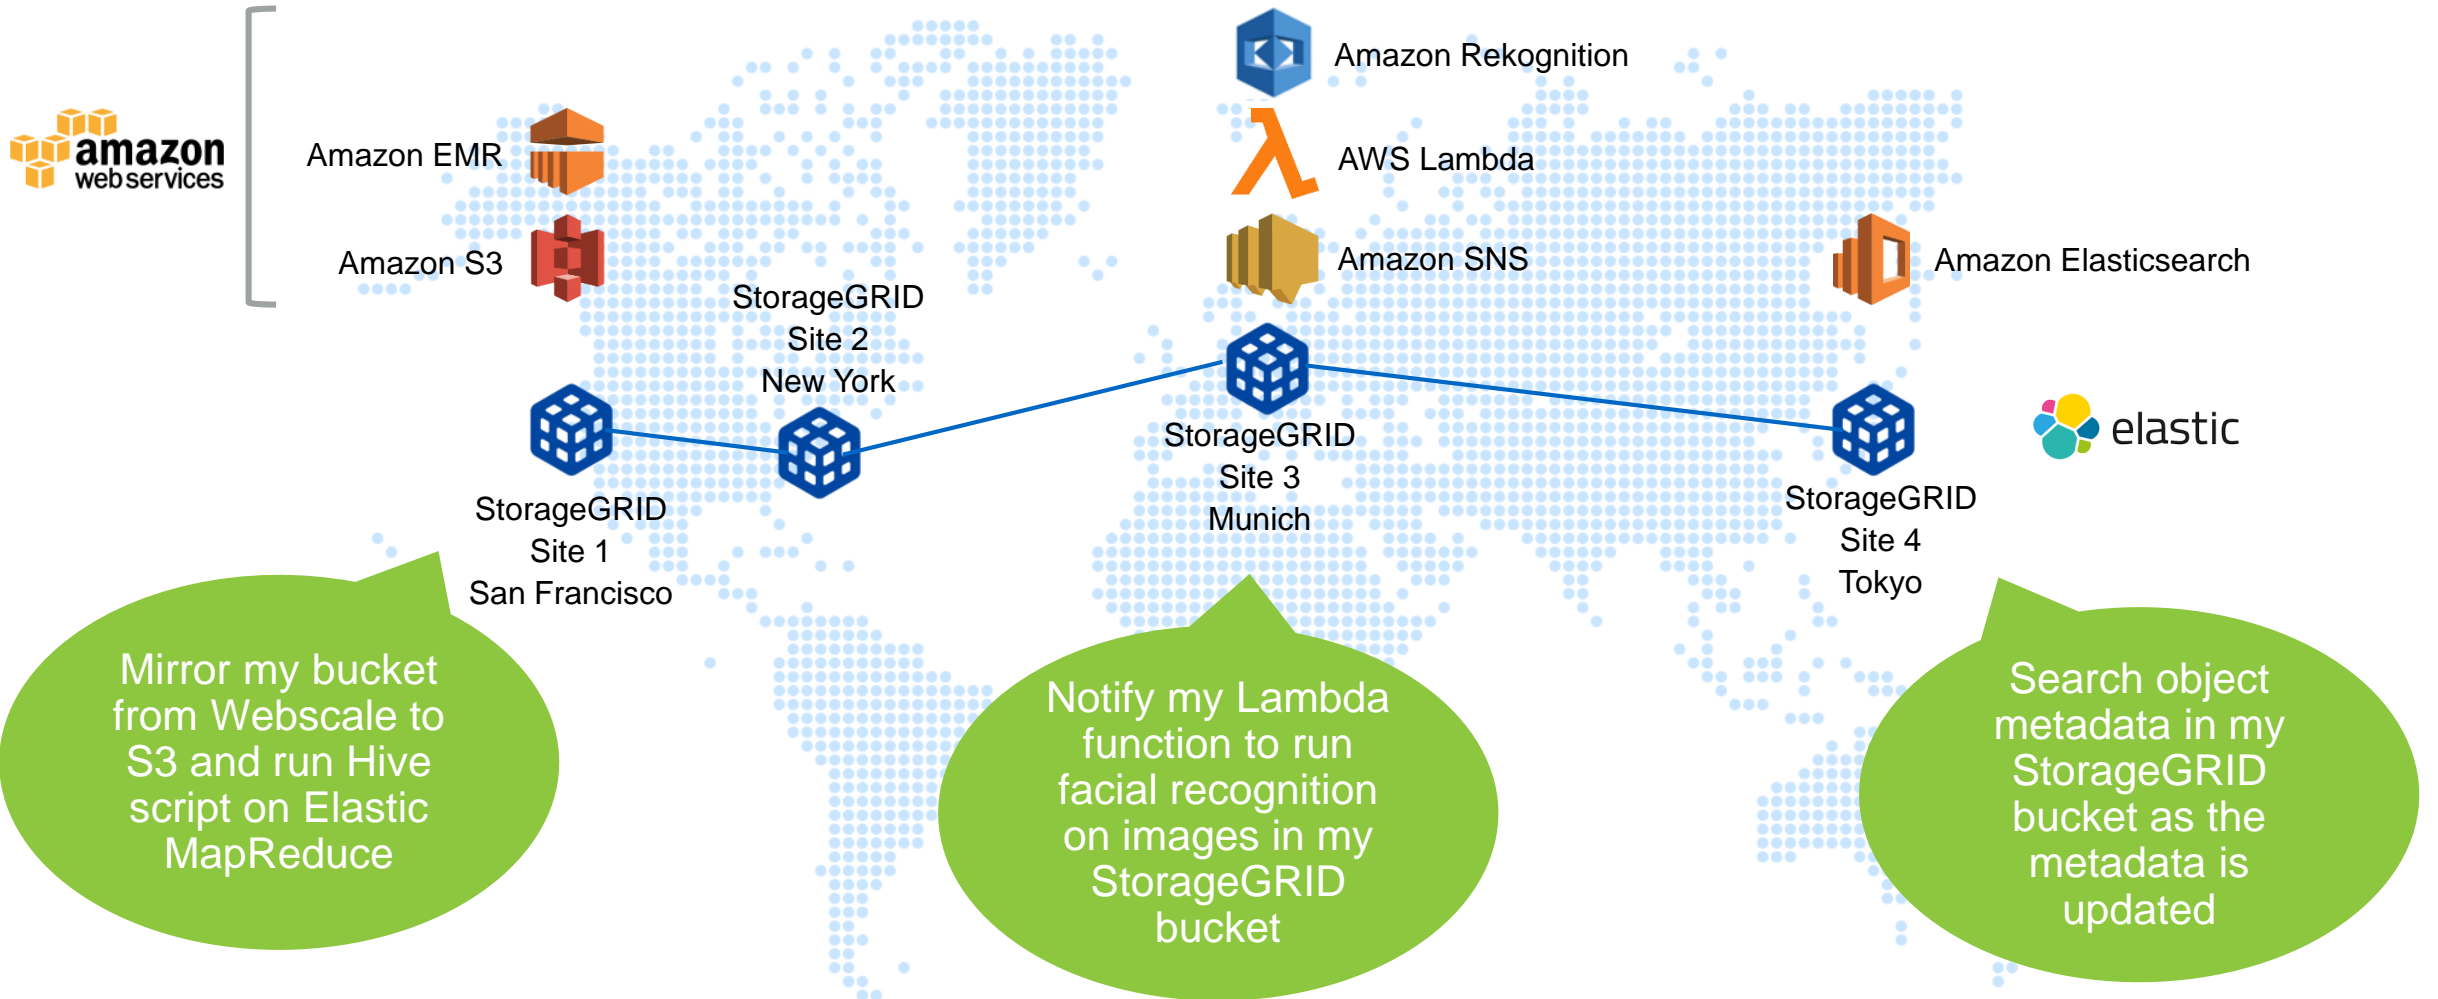 amazon
web services
Amazon EMR
Amazon S3
Amazon Rekognition
AWS Lambda
Amazon SNS
Amazon Elasticsearch
StorageGRID
Site 2
New York
StorageGRID
Site 1
San Francisco
StorageGRID
Site 3
Munich
StorageGRID
Site 4
Tokyo
elastic
Mirror my bucket
from Webscale to
S3 and run Hive
script on Elastic
MapReduce
Notify my Lambda
function to run
facial recognition
on images in my
StorageGRID
bucket
Search object
metadata in my
StorageGRID
bucket as the
metadata is
updated